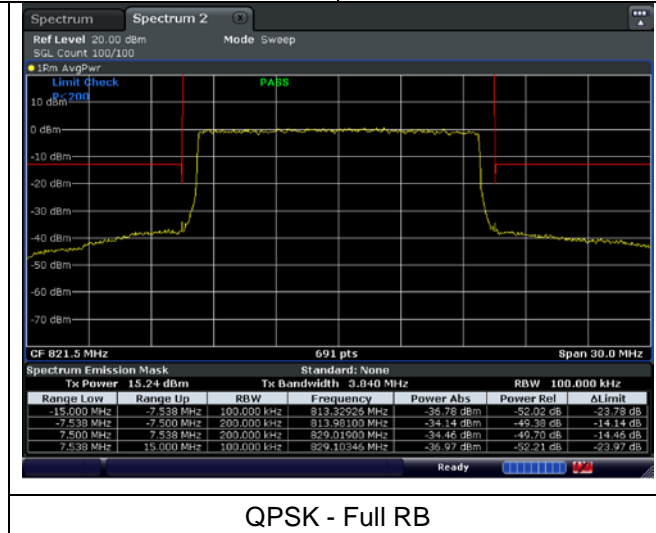 Spectrum Spectrum 2
Ref Level 20.00 dBm Mode Sweep
SGL Count 100/100
1Rm AvgPwr
Limit Check PASS
P<200
10 dBm
0 dBm
-10 dBm
-20 dBm
-30 dBm
-40 dBm
-50 dBm
-60 dBm
-70 dBm
CF 821.5 MHz 691 pts Span 30.0 MHz
Spectrum Emission Mask Standard: None
Tx Power 15.24 dBm Tx Bandwidth 3.840 MHz RBW 100.000 kHz
Range Low Range Up RBW Frequency Power Abs Power Rel ΔLimit
-15.000 MHz -7.538 MHz 100.000 kHz 813.32926 MHz -36.78 dBm -52.02 dB -23.78 dB
-7.538 MHz -7.500 MHz 200.000 kHz 813.98100 MHz -34.14 dBm -49.38 dB -14.14 dB
7.500 MHz 7.538 MHz 200.000 kHz 829.01900 MHz -34.46 dBm -49.70 dB -14.46 dB
7.538 MHz 15.000 MHz 100.000 kHz 829.10346 MHz -36.97 dBm -52.21 dB -23.97 dB
Ready
QPSK - Full RB